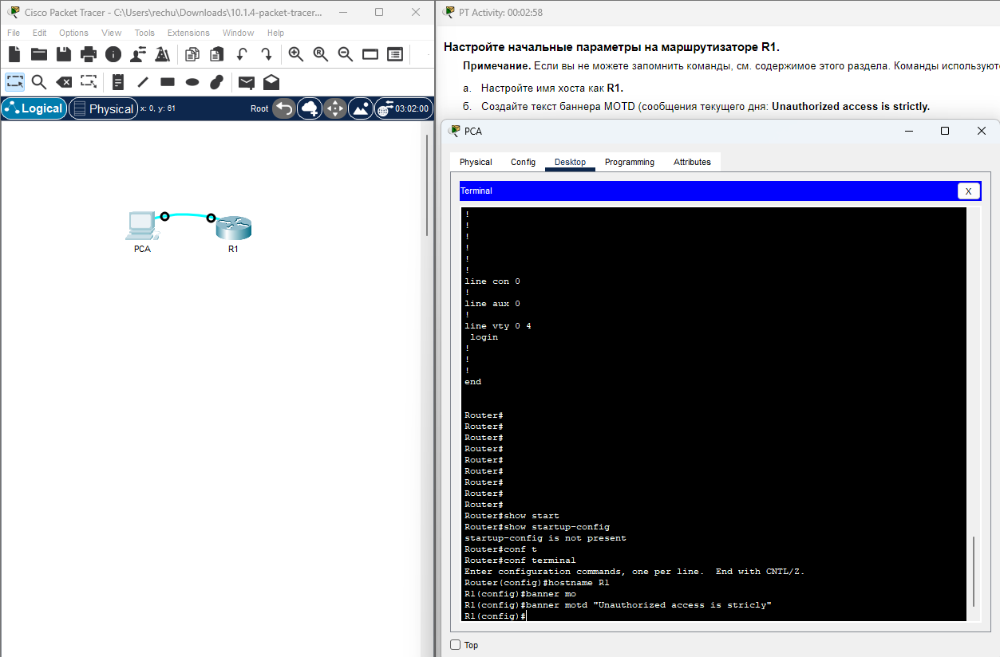 Cisco Packet Tracer - C:\Users\rechu\Downloads\10.1.4-packet-tracer...
File Edit Options View Tools Extensions Window Help
Logical
Physical
x: 0, y: 61
Root
03:02:00
PCA
R1
PT Activity: 00:02:58
Настройте начальные параметры на маршрутизаторе R1.
Примечание. Если вы не можете запомнить команды, см. содержимое этого раздела. Команды используют
а. Настройте имя хоста как R1.
б. Создайте текст баннера MOTD (сообщения текущего дня: Unauthorized access is strictly.
PCA
Physical Config Desktop Programming Attributes
Terminal
X
!
!
!
!
!
!
line con 0
!
line aux 0
!
line vty 0 4
login
!
!
!
end
Router#
Router#
Router#
Router#
Router#
Router#
Router#
Router#
Router#
Router#show start
Router#show startup-config
startup-config is not present
Router#conf t
Router#conf terminal
Enter configuration commands, one per line. End with CNTL/Z.
Router(config)#hostname R1
R1(config)#banner mo
R1(config)#banner motd "Unauthorized access is stricly"
R1(config)#
Top